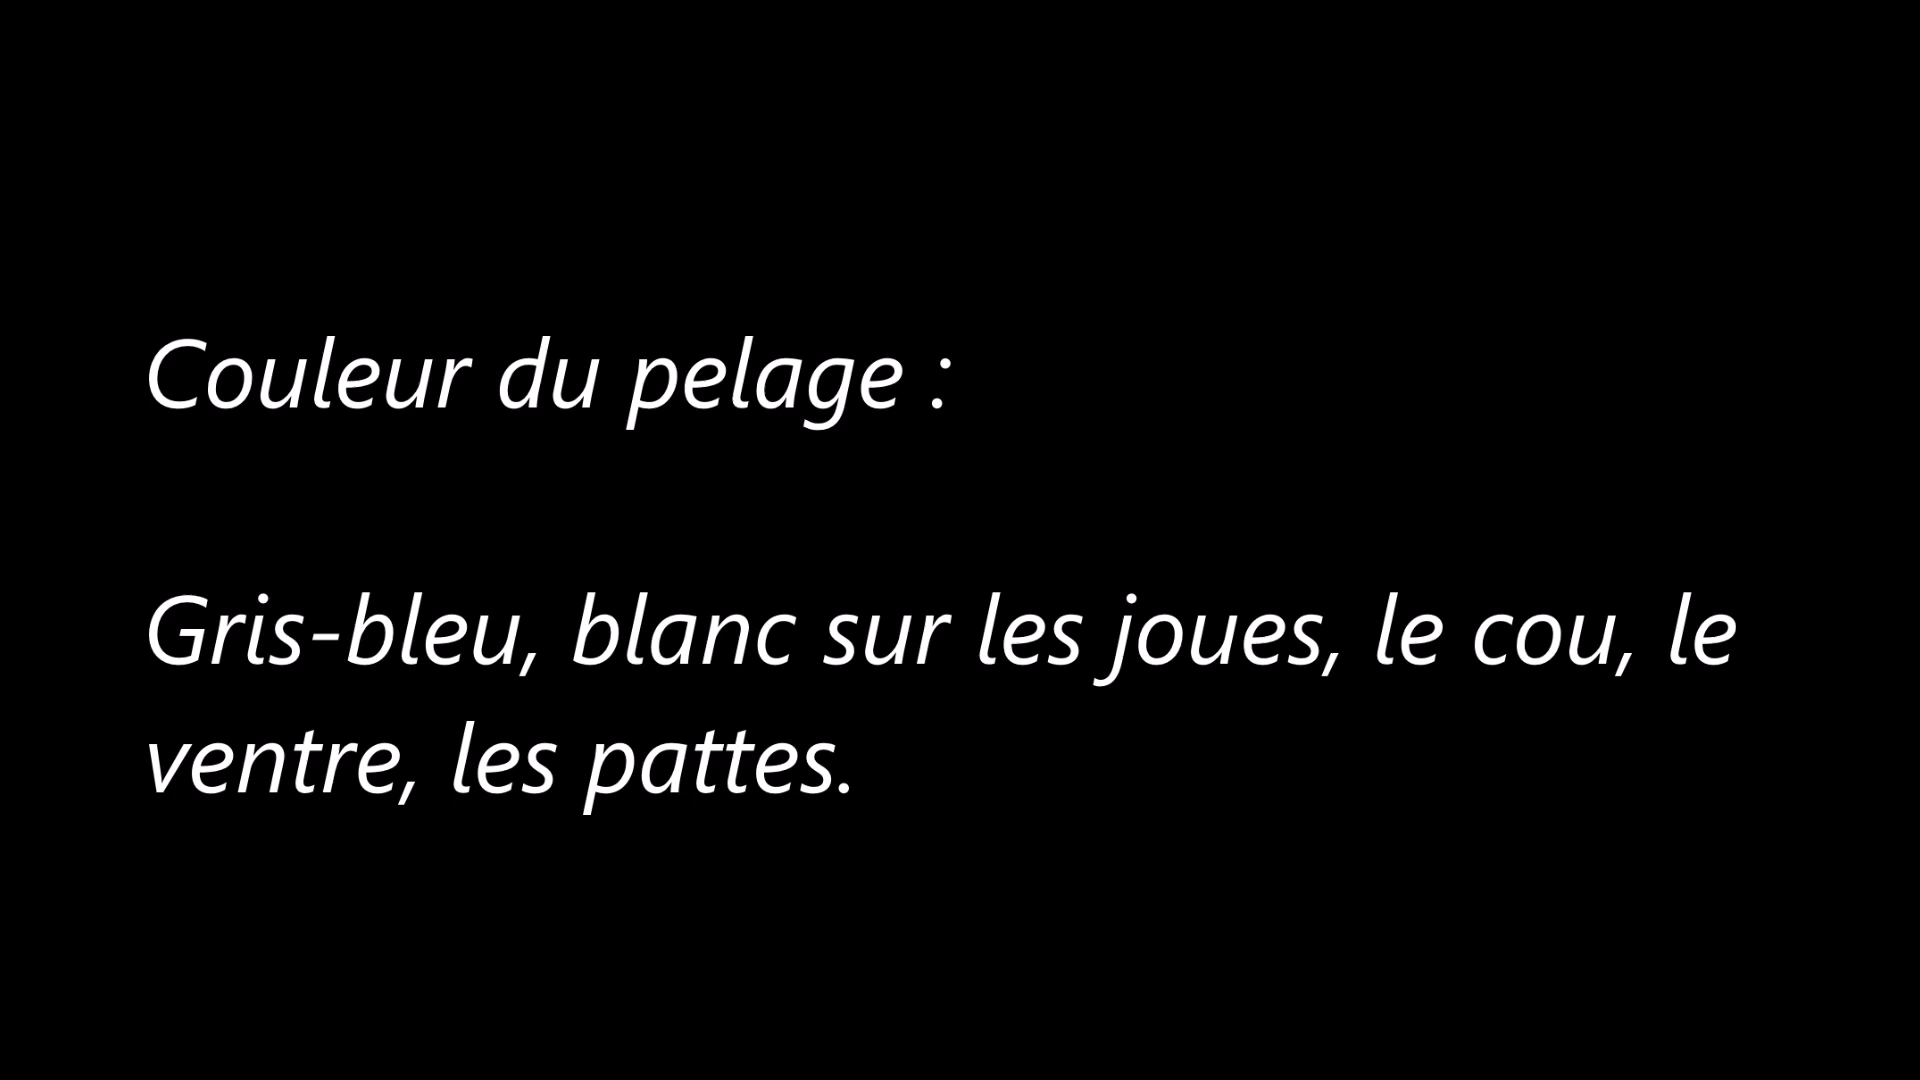 Couleur du pelage :
Gris-bleu, blanc sur les joues, le cou, le
ventre, les pattes.